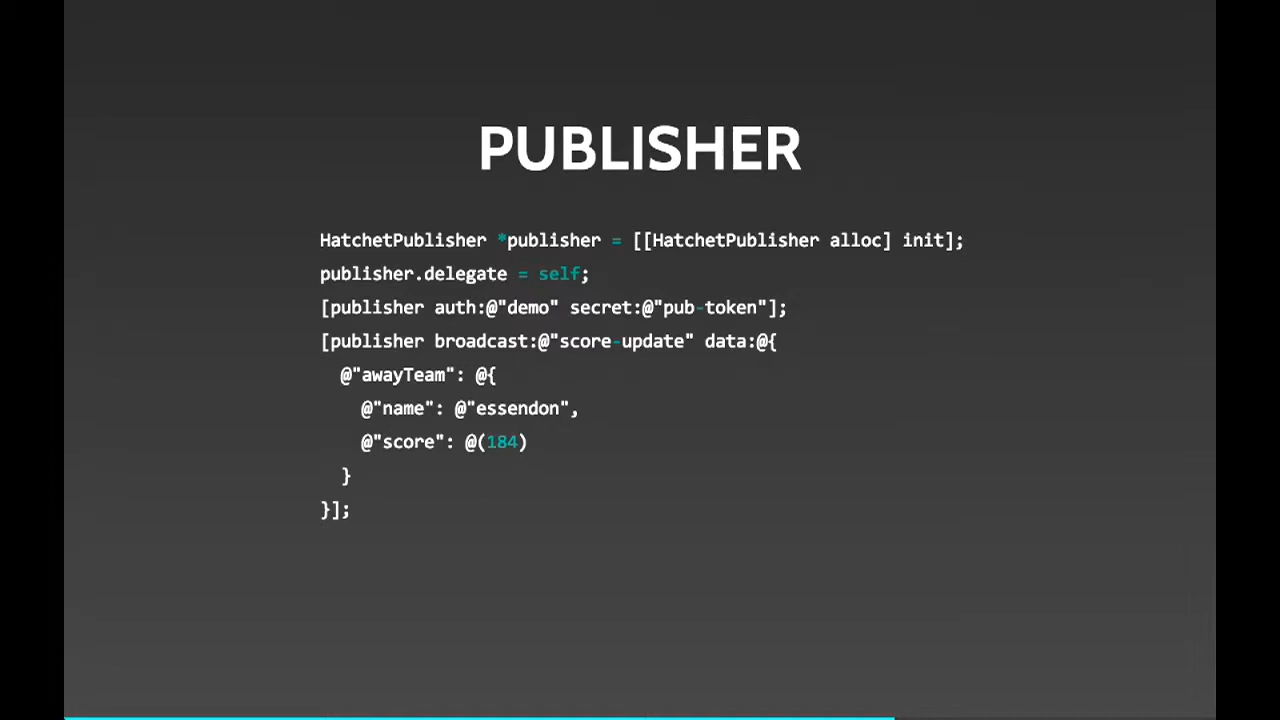 PUBLISHER
HatchetPublisher *publisher = [[HatchetPublisher alloc] init];
publisher.delegate = self;
[publisher auth:@"demo" secret:@"pub-token"];
[publisher broadcast:@"score-update" data:@{
  @"awayTeam": @{
    @"name": @"essendon",
    @"score": @(184)
  }
}];